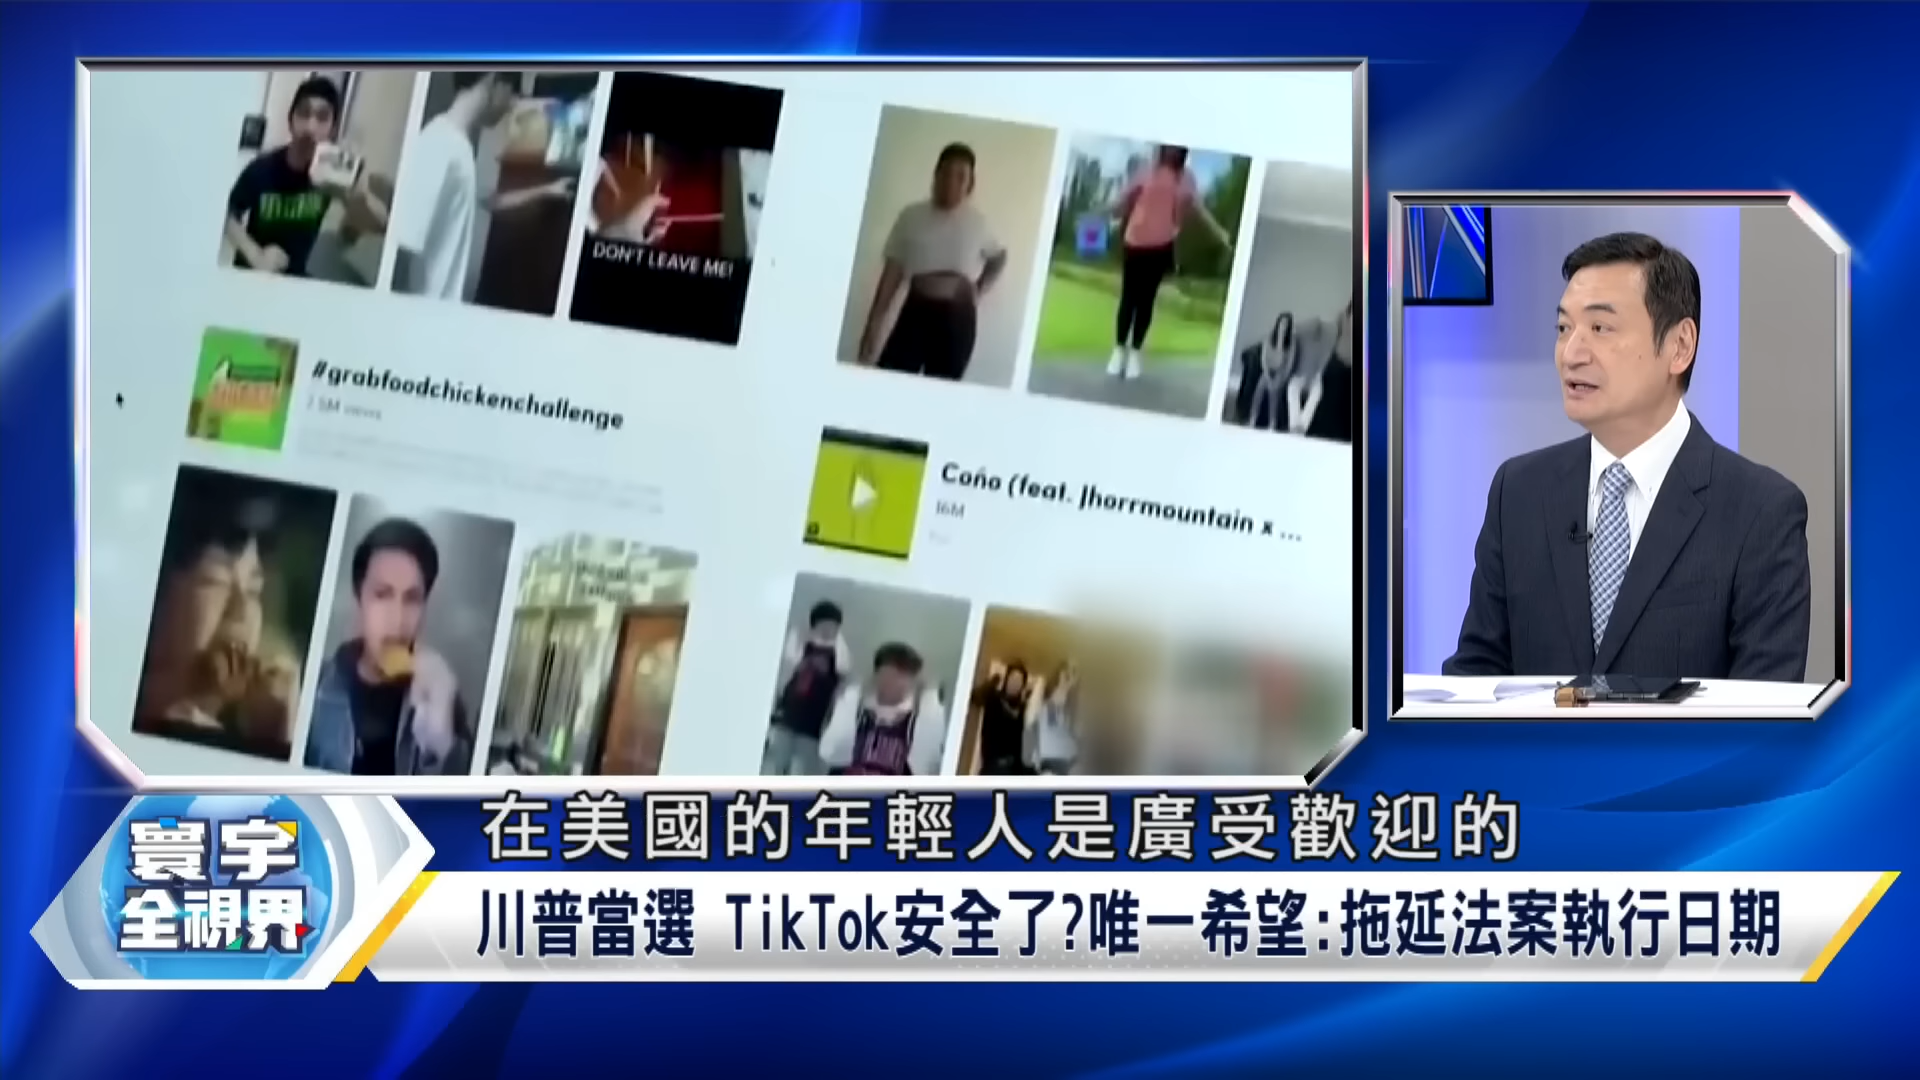 DON'T LEAVE ME!
#grabfoodchickenchallenge
Coño (feat. Jhorrmountain x ...
16M
在美國的年輕人是廣受歡迎的
寰宇
全視界
川普當選 TikTok安全了?唯一希望:拖延法案執行日期